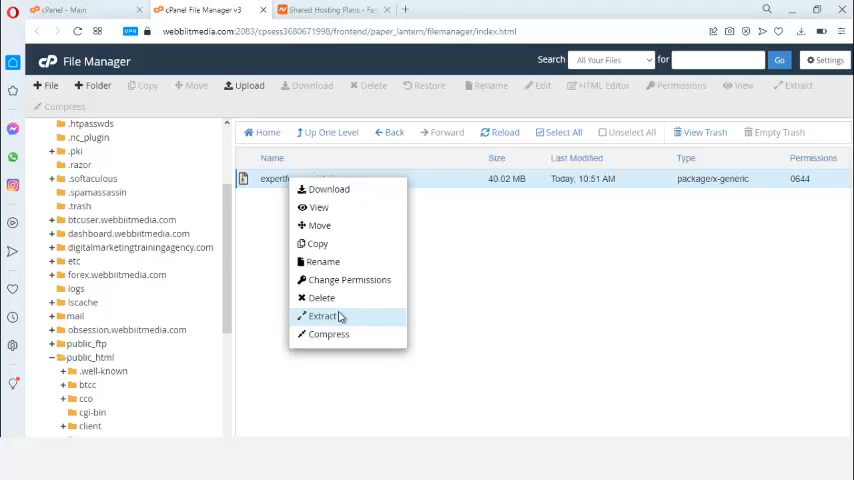 cPanel - Main
cPanel File Manager v3
Shared Hosting Plans - Fas
VPN
webbiitmedia.com:2083/cpsess3680671998/frontend/paper_lantern/filemanager/index.html
cP File Manager
Search
All Your Files
for
Go
Settings
File
Folder
Copy
Move
Upload
Download
Delete
Restore
Rename
Edit
HTML Editor
Permissions
View
Extract
Compress
Home
Up One Level
Back
Forward
Reload
Select All
Unselect All
View Trash
Empty Trash
Name
Size
Last Modified
Type
Permissions
40.02 MB
Today, 10:51 AM
package/x-generic
0644
Download
View
Move
Copy
Rename
Change Permissions
Delete
Extract
Compress
.htpasswds
.nc_plugin
.pki
.razor
.softaculous
.spamassassin
.trash
btcuser.webbiitmedia.com
dashboard.webbiitmedia.com
digitalmarketingtrainingagency.com
etc
forex.webbiitmedia.com
logs
lscache
mail
obsession.webbiitmedia.com
public_ftp
public_html
.well-known
btcc
cco
cgi-bin
client